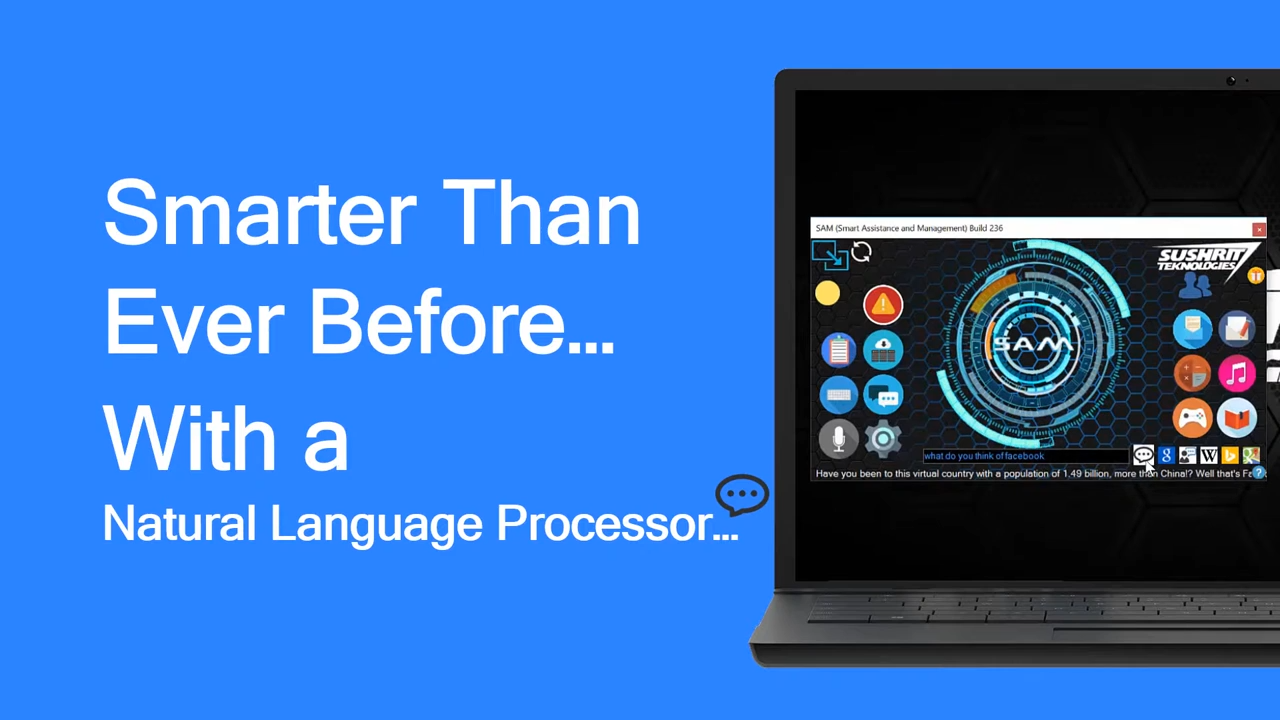 Smarter Than
Ever Before...
With a
Natural Language Processor...
SAM (Smart Assistance and Management) Build 236
SUSHRIT
TEKNOLOGIES
SAM
what do you think of facebook
Have you been to this virtual country with a population of 1.49 billion, more than China!? Well that's